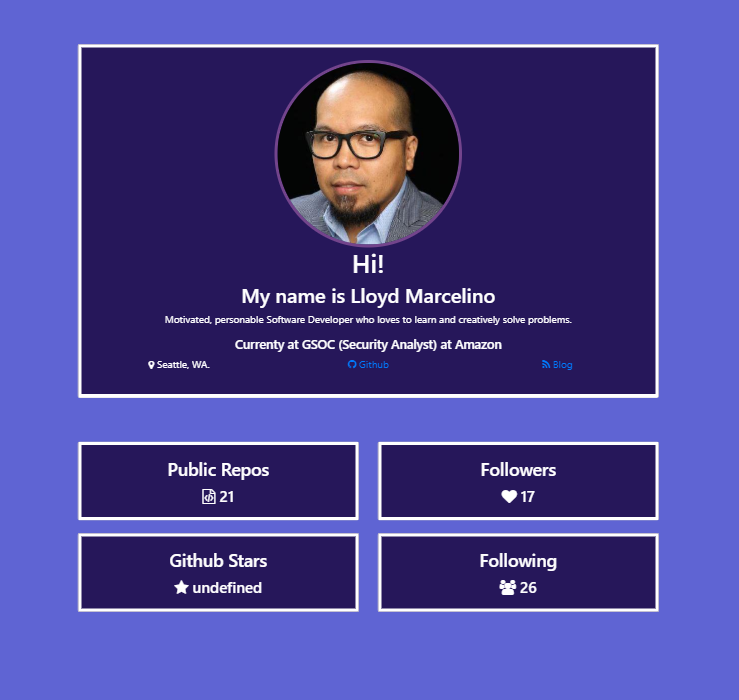 Hi!
My name is Lloyd Marcelino
Motivated, personable Software Developer who loves to learn and creatively solve problems.
Currenty at GSOC (Security Analyst) at Amazon
Seattle, WA. Github Blog
Public Repos
21
Followers
17
Github Stars
undefined
Following
26